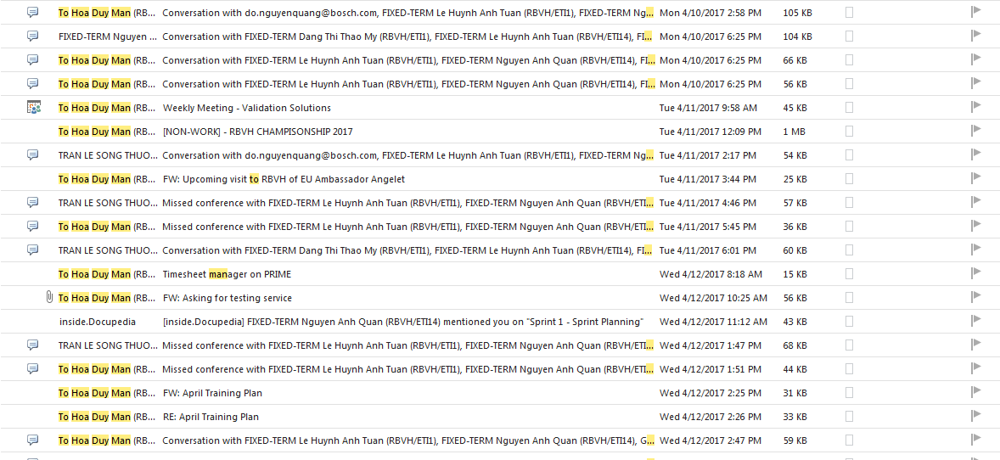 To Hoa Duy Man (RB... Conversation with do.nguyenquang@bosch.com, FIXED-TERM Le Huynh Anh Tuan (RBVH/ETI1), FIXED-TERM Ng... Mon 4/10/2017 2:58 PM 105 KB
FIXED-TERM Nguyen ... Conversation with FIXED-TERM Dang Thi Thao My (RBVH/ETI1), FIXED-TERM Le Huynh Anh Tuan (RBVH/ETI14), FI... Mon 4/10/2017 6:25 PM 104 KB
To Hoa Duy Man (RB... Conversation with FIXED-TERM Le Huynh Anh Tuan (RBVH/ETI1), FIXED-TERM Nguyen Anh Quan (RBVH/ETI14), FI... Mon 4/10/2017 6:25 PM 66 KB
To Hoa Duy Man (RB... Conversation with FIXED-TERM Le Huynh Anh Tuan (RBVH/ETI1), FIXED-TERM Nguyen Anh Quan (RBVH/ETI14), FI... Mon 4/10/2017 6:25 PM 56 KB
To Hoa Duy Man (RB... Weekly Meeting - Validation Solutions Tue 4/11/2017 9:58 AM 45 KB
To Hoa Duy Man (RB... [NON-WORK] - RBVH CHAMPISONSHIP 2017 Tue 4/11/2017 12:09 PM 1 MB
TRAN LE SONG THUO... Conversation with do.nguyenquang@bosch.com, FIXED-TERM Le Huynh Anh Tuan (RBVH/ETI1), FIXED-TERM Ng... Tue 4/11/2017 2:17 PM 54 KB
To Hoa Duy Man (RB... FW: Upcoming visit to RBVH of EU Ambassador Angelet Tue 4/11/2017 3:44 PM 25 KB
TRAN LE SONG THUO... Missed conference with FIXED-TERM Le Huynh Anh Tuan (RBVH/ETI1), FIXED-TERM Nguyen Anh Quan (RBVH/ETI... Tue 4/11/2017 4:46 PM 57 KB
To Hoa Duy Man (RB... Missed conference with FIXED-TERM Le Huynh Anh Tuan (RBVH/ETI1), FIXED-TERM Nguyen Anh Quan (RBVH/ETI... Tue 4/11/2017 5:45 PM 36 KB
TRAN LE SONG THUO... Conversation with FIXED-TERM Dang Thi Thao My (RBVH/ETI1), FIXED-TERM Le Huynh Anh Tuan (RBVH/ETI14), FI... Tue 4/11/2017 6:01 PM 60 KB
To Hoa Duy Man (RB... Timesheet manager on PRIME Wed 4/12/2017 8:18 AM 15 KB
To Hoa Duy Man (RB... FW: Asking for testing service Wed 4/12/2017 10:25 AM 56 KB
inside.Docupedia [inside.Docupedia] FIXED-TERM Nguyen Anh Quan (RBVH/ETI14) mentioned you on "Sprint 1 - Sprint Planning" Wed 4/12/2017 11:12 AM 43 KB
TRAN LE SONG THUO... Missed conference with FIXED-TERM Le Huynh Anh Tuan (RBVH/ETI1), FIXED-TERM Nguyen Anh Quan (RBVH/ETI... Wed 4/12/2017 1:47 PM 68 KB
To Hoa Duy Man (RB... Missed conference with FIXED-TERM Le Huynh Anh Tuan (RBVH/ETI1), FIXED-TERM Nguyen Anh Quan (RBVH/ETI... Wed 4/12/2017 1:51 PM 44 KB
To Hoa Duy Man (RB... FW: April Training Plan Wed 4/12/2017 2:25 PM 31 KB
To Hoa Duy Man (RB... RE: April Training Plan Wed 4/12/2017 2:26 PM 33 KB
To Hoa Duy Man (RB... Conversation with FIXED-TERM Le Huynh Anh Tuan (RBVH/ETI1), FIXED-TERM Nguyen Anh Quan (RBVH/ETI14), G... Wed 4/12/2017 2:47 PM 59 KB